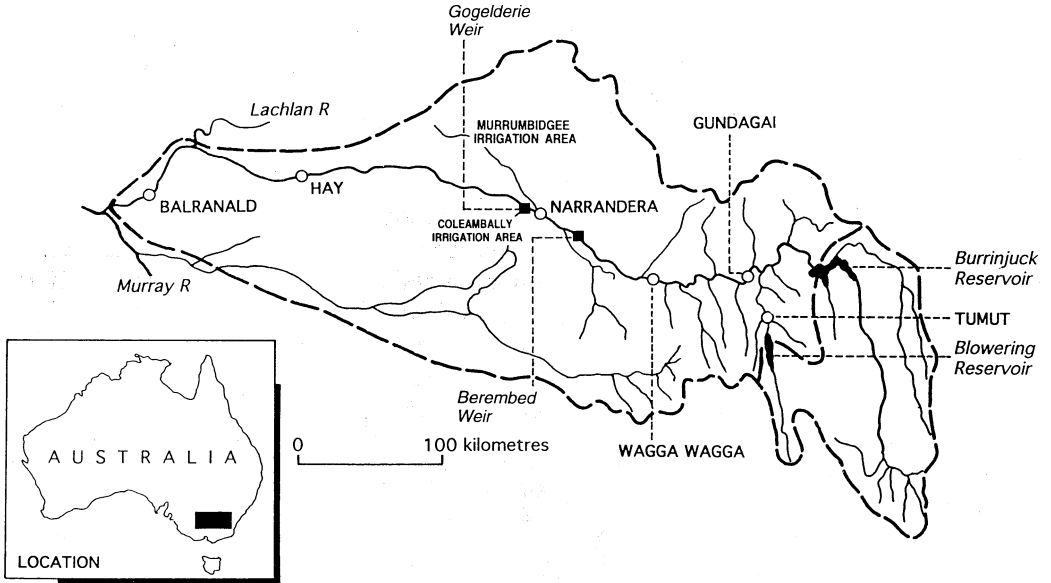 Gogelderie
Weir
Lachlan R
MURRUMBIDGEE
IRRIGATION AREA
GUNDAGAI
HAY
BALRANALD
NARRANDERA
COLEAMBALLY
IRRIGATION AREA
Murray R
Burrinjuck
Reservoir
TUMUT
Blowering
Reservoir
Berembed
Weir
0 100 kilometres
WAGGA WAGGA
AUSTRALIA
LOCATION